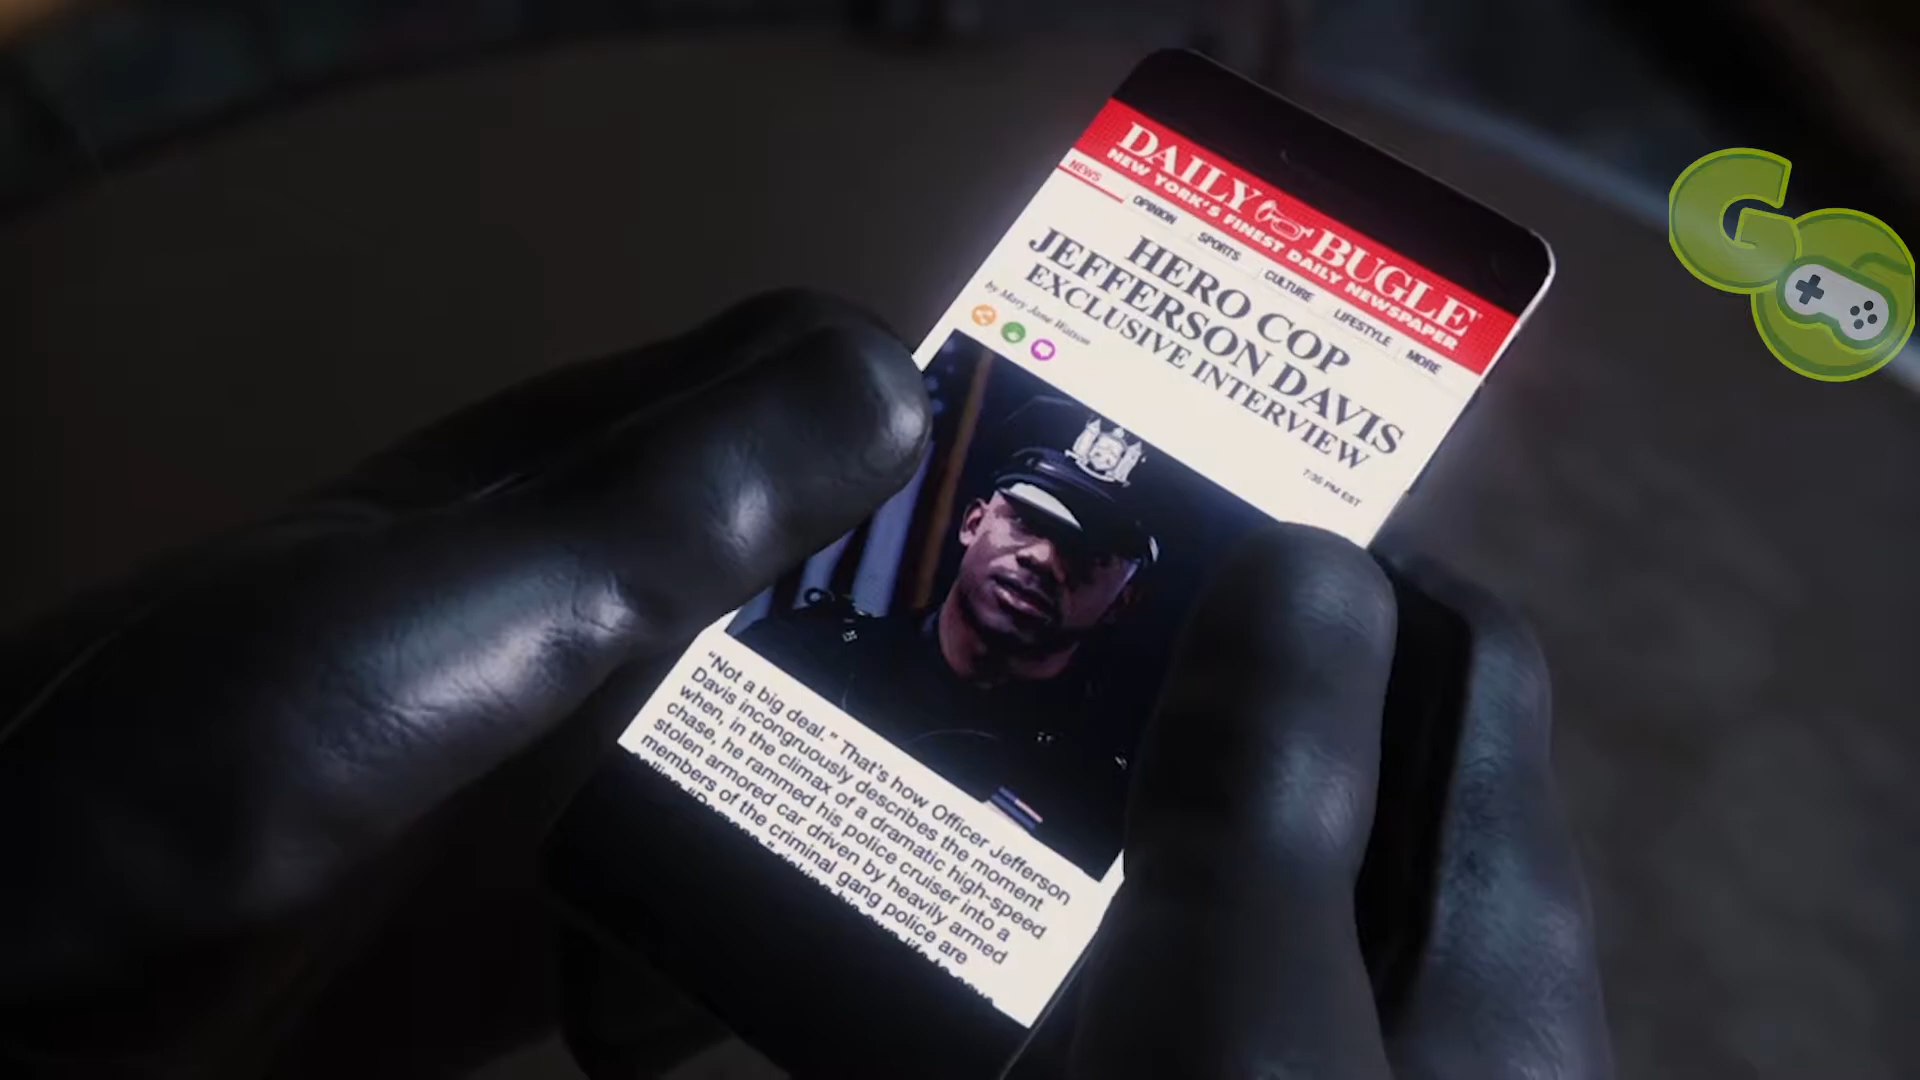 DAILY BUGLE
NEW YORK'S FINEST DAILY NEWSPAPER
NEWS OPINION SPORTS CULTURE LIFESTYLE MORE
HERO COP
JEFFERSON DAVIS
EXCLUSIVE INTERVIEW
by Mary Jane Watson
7:35 PM EST
"Not a big deal." That's how Officer Jefferson
Davis incongruously describes the moment
when, in the climax of a dramatic high-speed
chase, he rammed his police cruiser into a
stolen armored car driven by heavily armed
members of the criminal gang police are
G